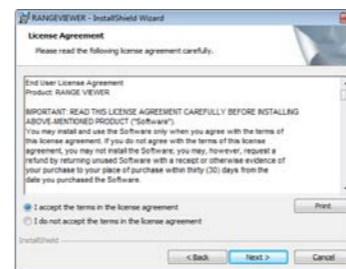 RANGEVIEWER - InstallShield Wizard
License Agreement
Please read the following license agreement carefully.
End User License Agreement
Product: RANGE VIEWER
IMPORTANT: READ THIS LICENSE AGREEMENT CAREFULLY BEFORE INSTALLING
ABOVE-MENTIONED PRODUCT ("Software").
You may install and use the Software only when you agree with the terms of
this license agreement. If you do not agree with the terms of this license
agreement, you may not install the Software; you may, however, request a
refund by returning unused Software with a receipt or otherwise evidence of
your purchase to your place of purchase within thirty (30) days from the
date you purchased the Software.
I accept the terms in the license agreement
Print
I do not accept the terms in the license agreement
InstallShield
< Back
Next >
Cancel